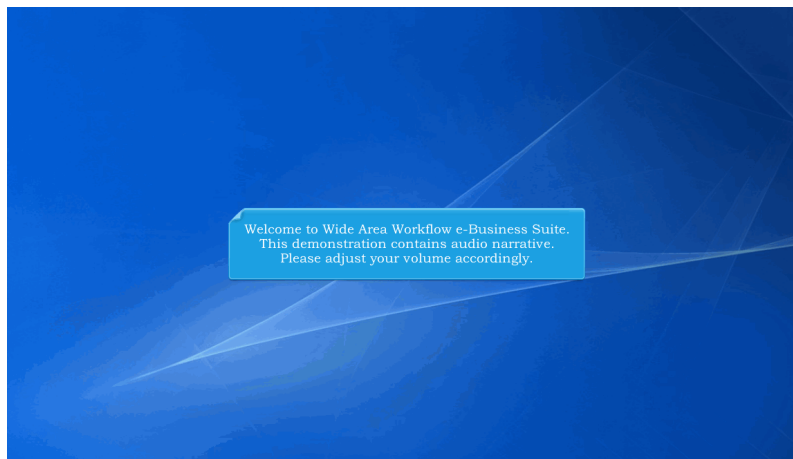 Welcome to Wide Area Workflow e-Business Suite.
This demonstration contains audio narrative.
Please adjust your volume accordingly.